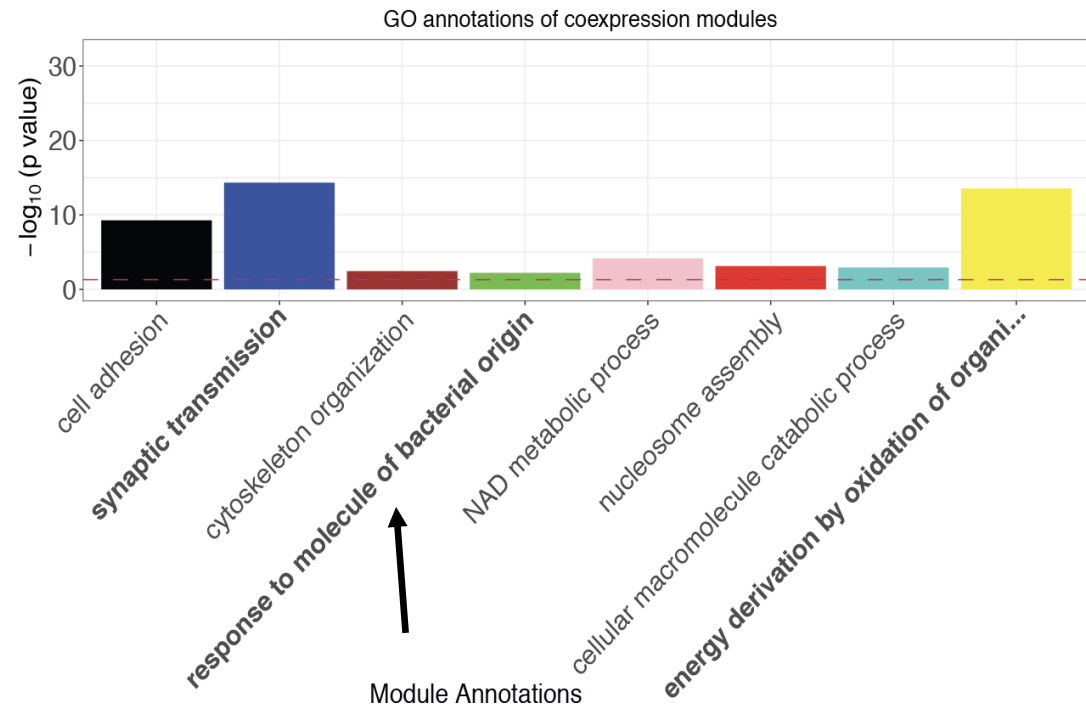 GO annotations of coexpression modules
−log₁₀ (p value)
30
20
10
0
cell adhesion
synaptic transmission
cytoskeleton organization
response to molecule of bacterial origin
NAD metabolic process
nucleosome assembly
cellular macromolecule catabolic process
energy derivation by oxidation of organi...
Module Annotations